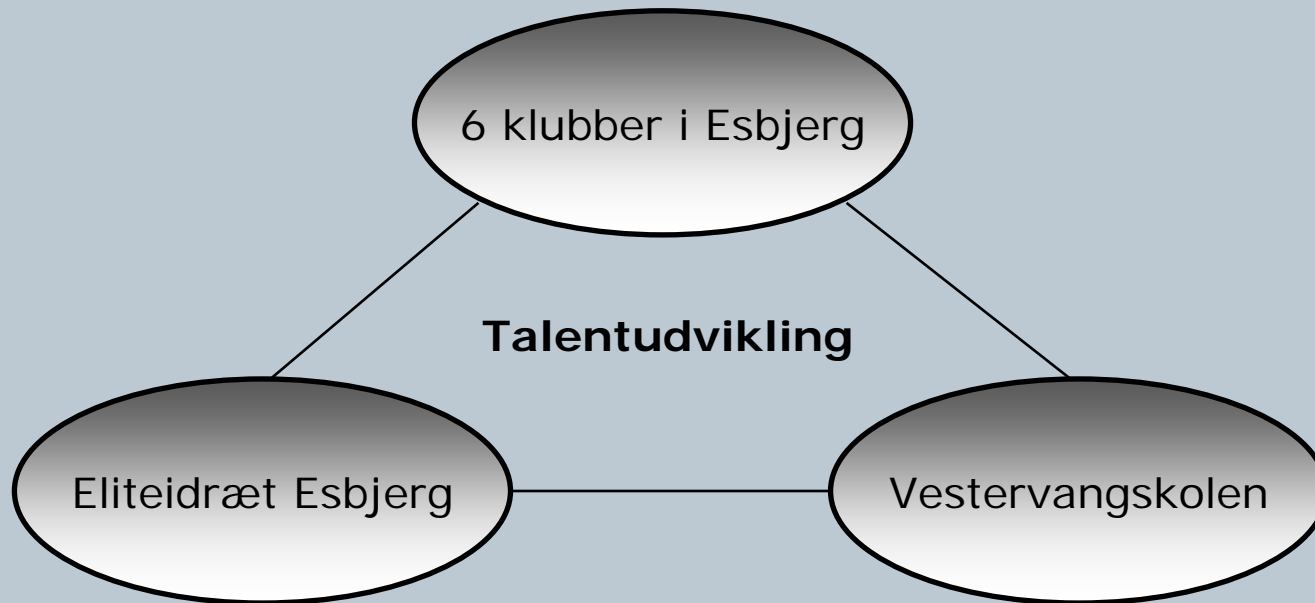 6 klubber i Esbjerg
Talentudvikling
Eliteidræt Esbjerg
Vestervangskolen